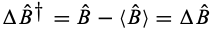 ΔB̂† = B̂ − ⟨B̂⟩ = ΔB̂